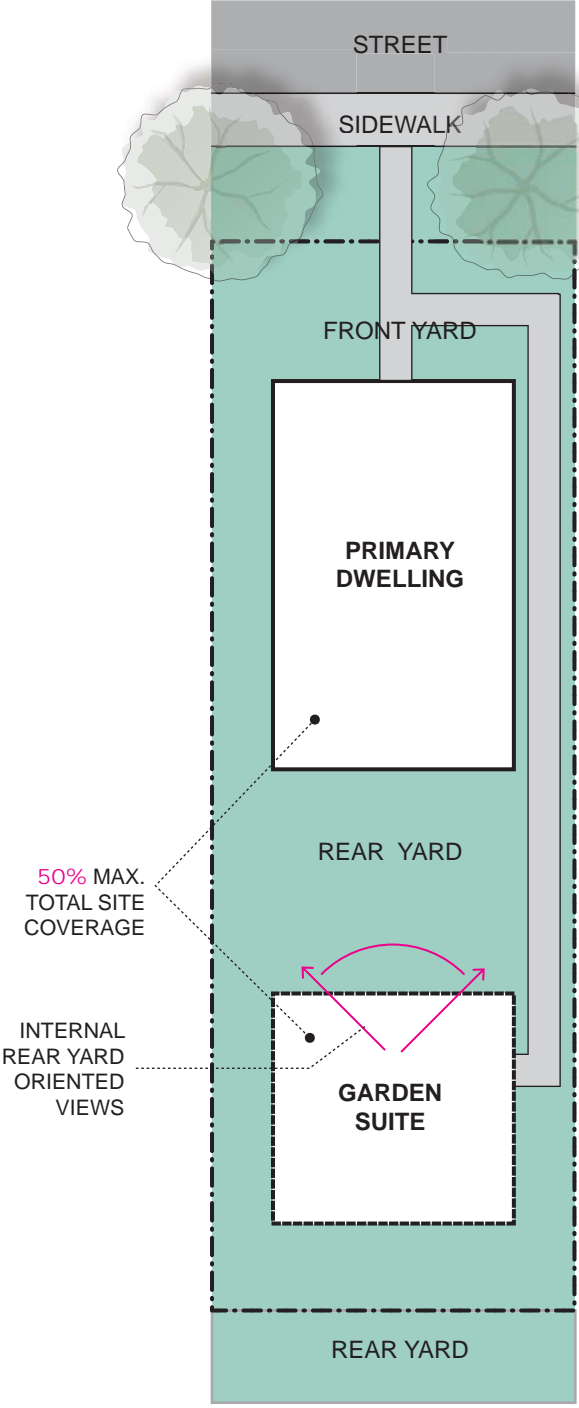 STREET
SIDEWALK
FRONT YARD
PRIMARY
DWELLING
REAR YARD
50% MAX.
TOTAL SITE
COVERAGE
INTERNAL
REAR YARD
ORIENTED
VIEWS
GARDEN
SUITE
REAR YARD